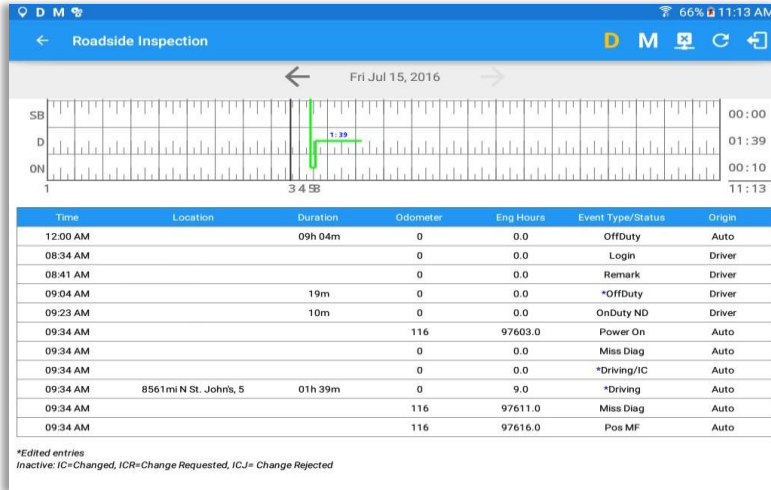 D M 66% 11:13 AM
Roadside Inspection D M
Fri Jul 15, 2016
SB 00:00
D 1:39 01:39
ON 00:10
1 3 4 5 8 11:13
Time Location Duration Odometer Eng Hours Event Type/Status Origin
12:00 AM 09h 04m 0 0.0 OffDuty Auto
08:34 AM 0 0.0 Login Driver
08:41 AM 0 0.0 Remark Driver
09:04 AM 19m 0 0.0 *OffDuty Driver
09:23 AM 10m 0 0.0 OnDuty ND Driver
09:34 AM 116 97603.0 Power On Auto
09:34 AM 0 0.0 Miss Diag Auto
09:34 AM 0 0.0 *Driving/IC Auto
09:34 AM 8561mi N St. John's, 5 01h 39m 0 9.0 *Driving Auto
09:34 AM 116 97611.0 Miss Diag Auto
09:34 AM 116 97616.0 Pos MF Auto
*Edited entries
Inactive: IC=Changed, ICR=Change Requested, ICJ= Change Rejected